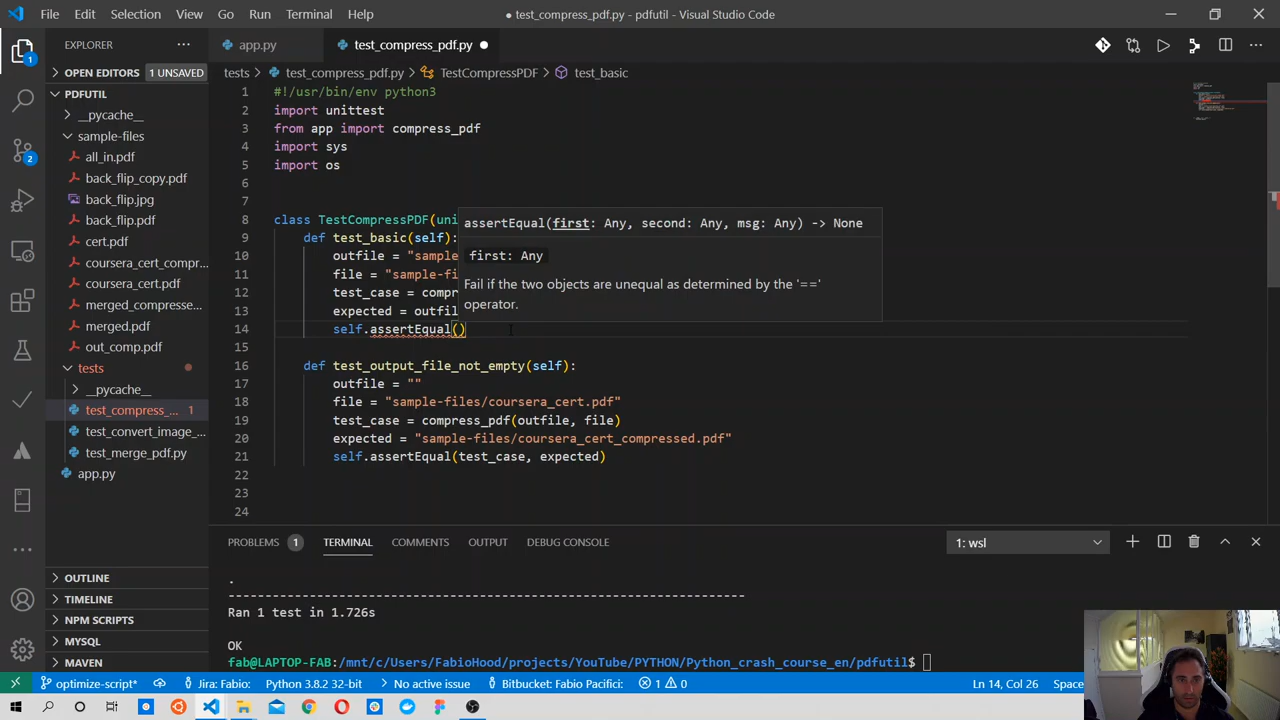 File Edit Selection View Go Run Terminal Help
● test_compress_pdf.py - pdfutil - Visual Studio Code
EXPLORER
app.py
test_compress_pdf.py
OPEN EDITORS 1 UNSAVED
tests > test_compress_pdf.py > TestCompressPDF > test_basic
PDFUTIL
__pycache__
sample-files
all_in.pdf
back_flip_copy.pdf
back_flip.jpg
back_flip.pdf
cert.pdf
coursera_cert_compr...
coursera_cert.pdf
merged_compresse...
merged.pdf
out_comp.pdf
tests
__pycache__
test_compress_... 1
test_convert_image_...
test_merge_pdf.py
app.py
OUTLINE
TIMELINE
NPM SCRIPTS
MYSQL
MAVEN
1 #!/usr/bin/env python3
2 import unittest
3 from app import compress_pdf
4 import sys
5 import os
6
7
8 class TestCompressPDF(uni
9 def test_basic(self):
10 outfile = "sample
11 file = "sample-fi
12 test_case = compr
13 expected = outfil
14 self.assertEqual()
15
16 def test_output_file_not_empty(self):
17 outfile = ""
18 file = "sample-files/coursera_cert.pdf"
19 test_case = compress_pdf(outfile, file)
20 expected = "sample-files/coursera_cert_compressed.pdf"
21 self.assertEqual(test_case, expected)
22
23
24
assertEqual(first: Any, second: Any, msg: Any) -> None
first: Any
Fail if the two objects are unequal as determined by the '=='
operator.
PROBLEMS 1 TERMINAL COMMENTS OUTPUT DEBUG CONSOLE
1: wsl
.
----------------------------------------------------------------------
Ran 1 test in 1.726s
OK
fab@LAPTOP-FAB:/mnt/c/Users/FabioHood/projects/YouTube/PYTHON/Python_crash_course_en/pdfutil$
optimize-script* Jira: Fabio: Python 3.8.2 32-bit No active issue Bitbucket: Fabio Pacifici: 1 0 Ln 14, Col 26